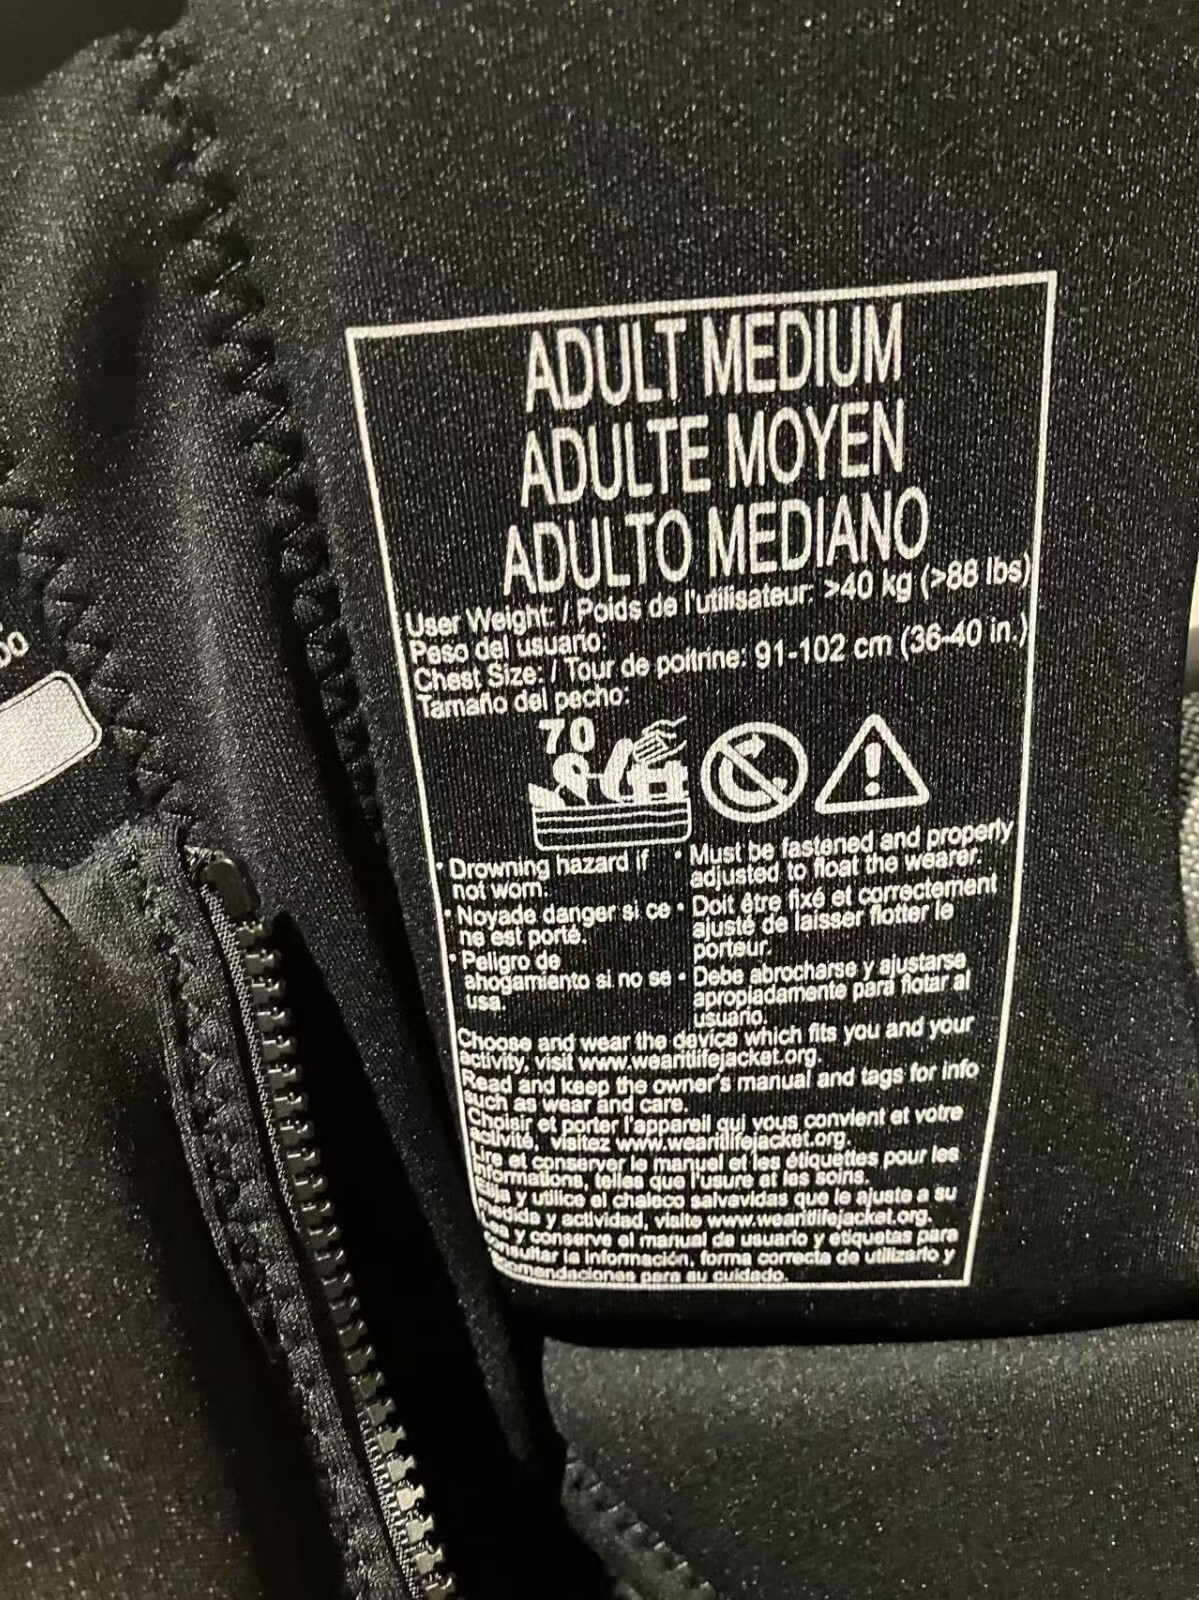 ADULT MEDIUM
ADULTE MOYEN
ADULTO MEDIANO
User Weight: / Poids de l'utilisateur: >40 kg (>88 lbs)
Peso del usuario:
Chest Size: / Tour de poitrine: 91-102 cm (36-40 in.)
Tamaño del pecho:
70
• Drowning hazard if
not worn.
• Noyade danger si ce
ne est porté.
• Peligro de
ahogamiento si no se
usa.
• Must be fastened and properly
adjusted to float the wearer.
• Doit être fixé et correctement
ajusté de laisser flotter le
porteur.
• Debe abrocharse y ajustarse
apropiadamente para flotar al
usuario.
Choose and wear the device which fits you and your
activity, visit www.wearitlifejacket.org.
Read and keep the owner's manual and tags for info
such as wear and care.
Choisir et porter l'appareil qui vous convient et votre
activité, visitez www.wearitlifejacket.org.
Lire et conserver le manuel et les étiquettes pour les
informations, telles que l'usure et les soins.
y utilice el chaleco salvavidas que le ajuste a su
medida y actividad, visite www.wearitlifejacket.org.
y conserve el manual de usuario y etiquetas para
la información, forma correcta de utilizarlo y
para su cuidado.